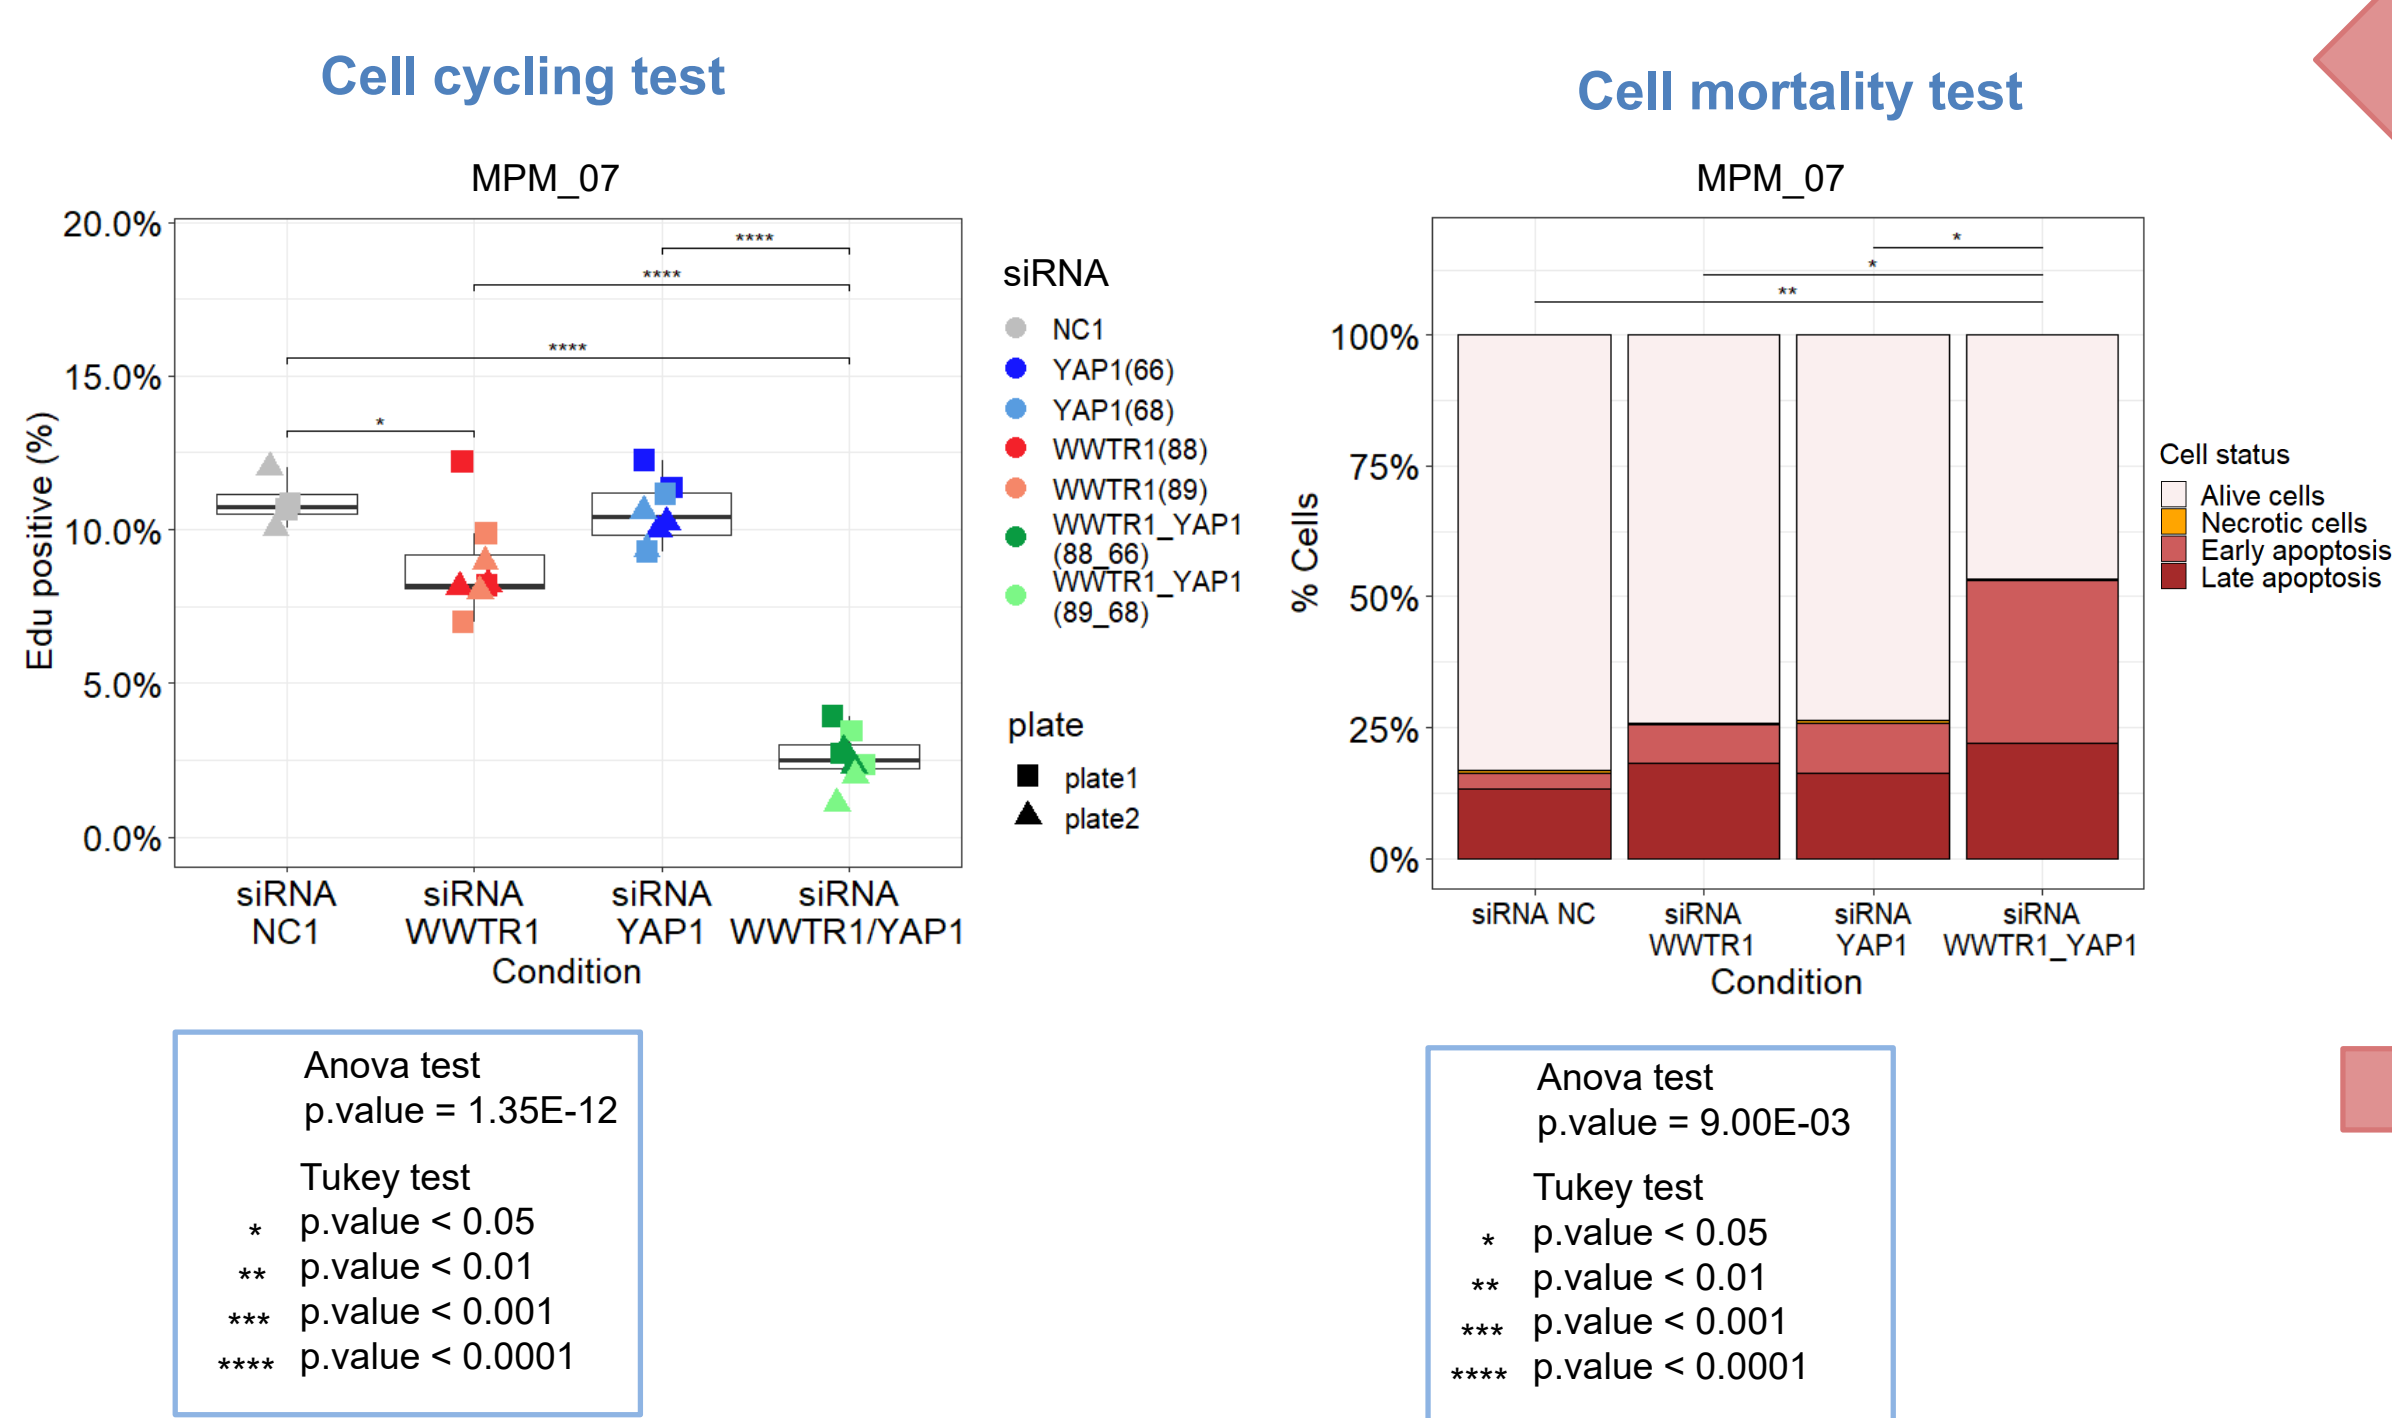 Cell cycling test
MPM_07
20.0%
15.0%
10.0%
5.0%
0.0%
Edu positive (%)
****
****
****
*
siRNA
NC1
siRNA
WWTR1
siRNA
YAP1
siRNA
WWTR1/YAP1
Condition
siRNA
NC1
YAP1(66)
YAP1(68)
WWTR1(88)
WWTR1(89)
WWTR1_YAP1
(88_66)
WWTR1_YAP1
(89_68)
plate
plate1
plate2
Anova test
p.value = 1.35E-12
Tukey test
* p.value < 0.05
** p.value < 0.01
*** p.value < 0.001
**** p.value < 0.0001
Cell mortality test
MPM_07
*
*
**
100%
75%
50%
25%
0%
% Cells
siRNA NC
siRNA
WWTR1
siRNA
YAP1
siRNA
WWTR1_YAP1
Condition
Cell status
Alive cells
Necrotic cells
Early apoptosis
Late apoptosis
Anova test
p.value = 9.00E-03
Tukey test
* p.value < 0.05
** p.value < 0.01
*** p.value < 0.001
**** p.value < 0.0001